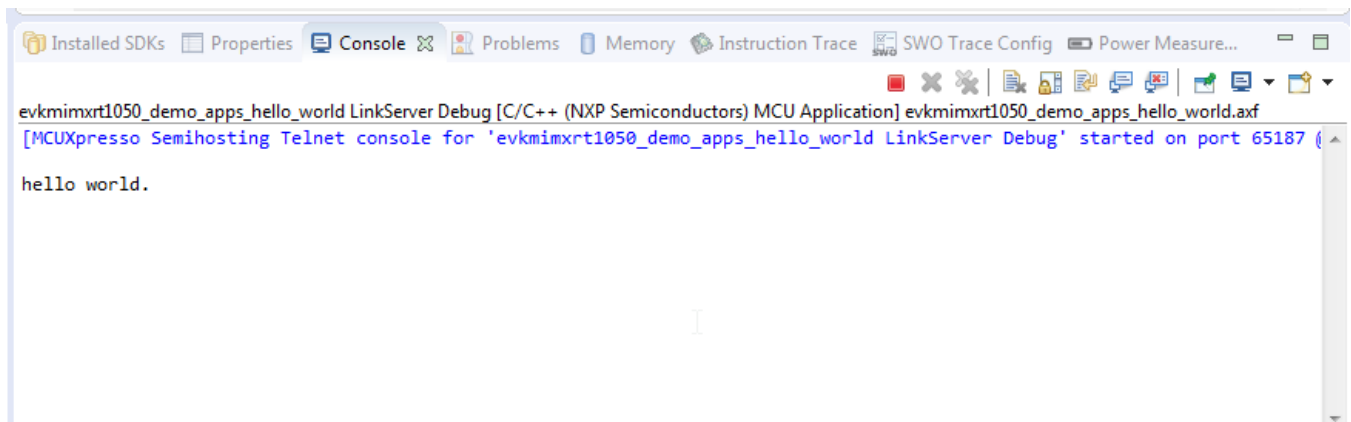 Installed SDKs Properties Console Problems Memory Instruction Trace SWO SWO Trace Config Power Measure...
evkmimxrt1050_demo_apps_hello_world LinkServer Debug [C/C++ (NXP Semiconductors) MCU Application] evkmimxrt1050_demo_apps_hello_world.axf
[MCUXpresso Semihosting Telnet console for 'evkmimxrt1050_demo_apps_hello_world LinkServer Debug' started on port 65187 @
hello world.